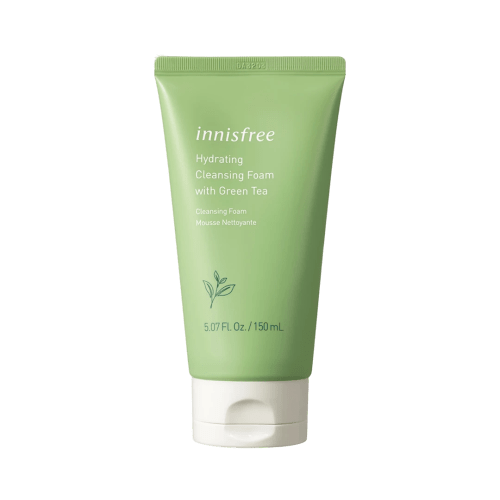 innisfree
Hydrating
Cleansing Foam
with Green Tea
Cleansing Foam
Mousse Nettoyante
5.07 Fl. Oz. / 150 mL